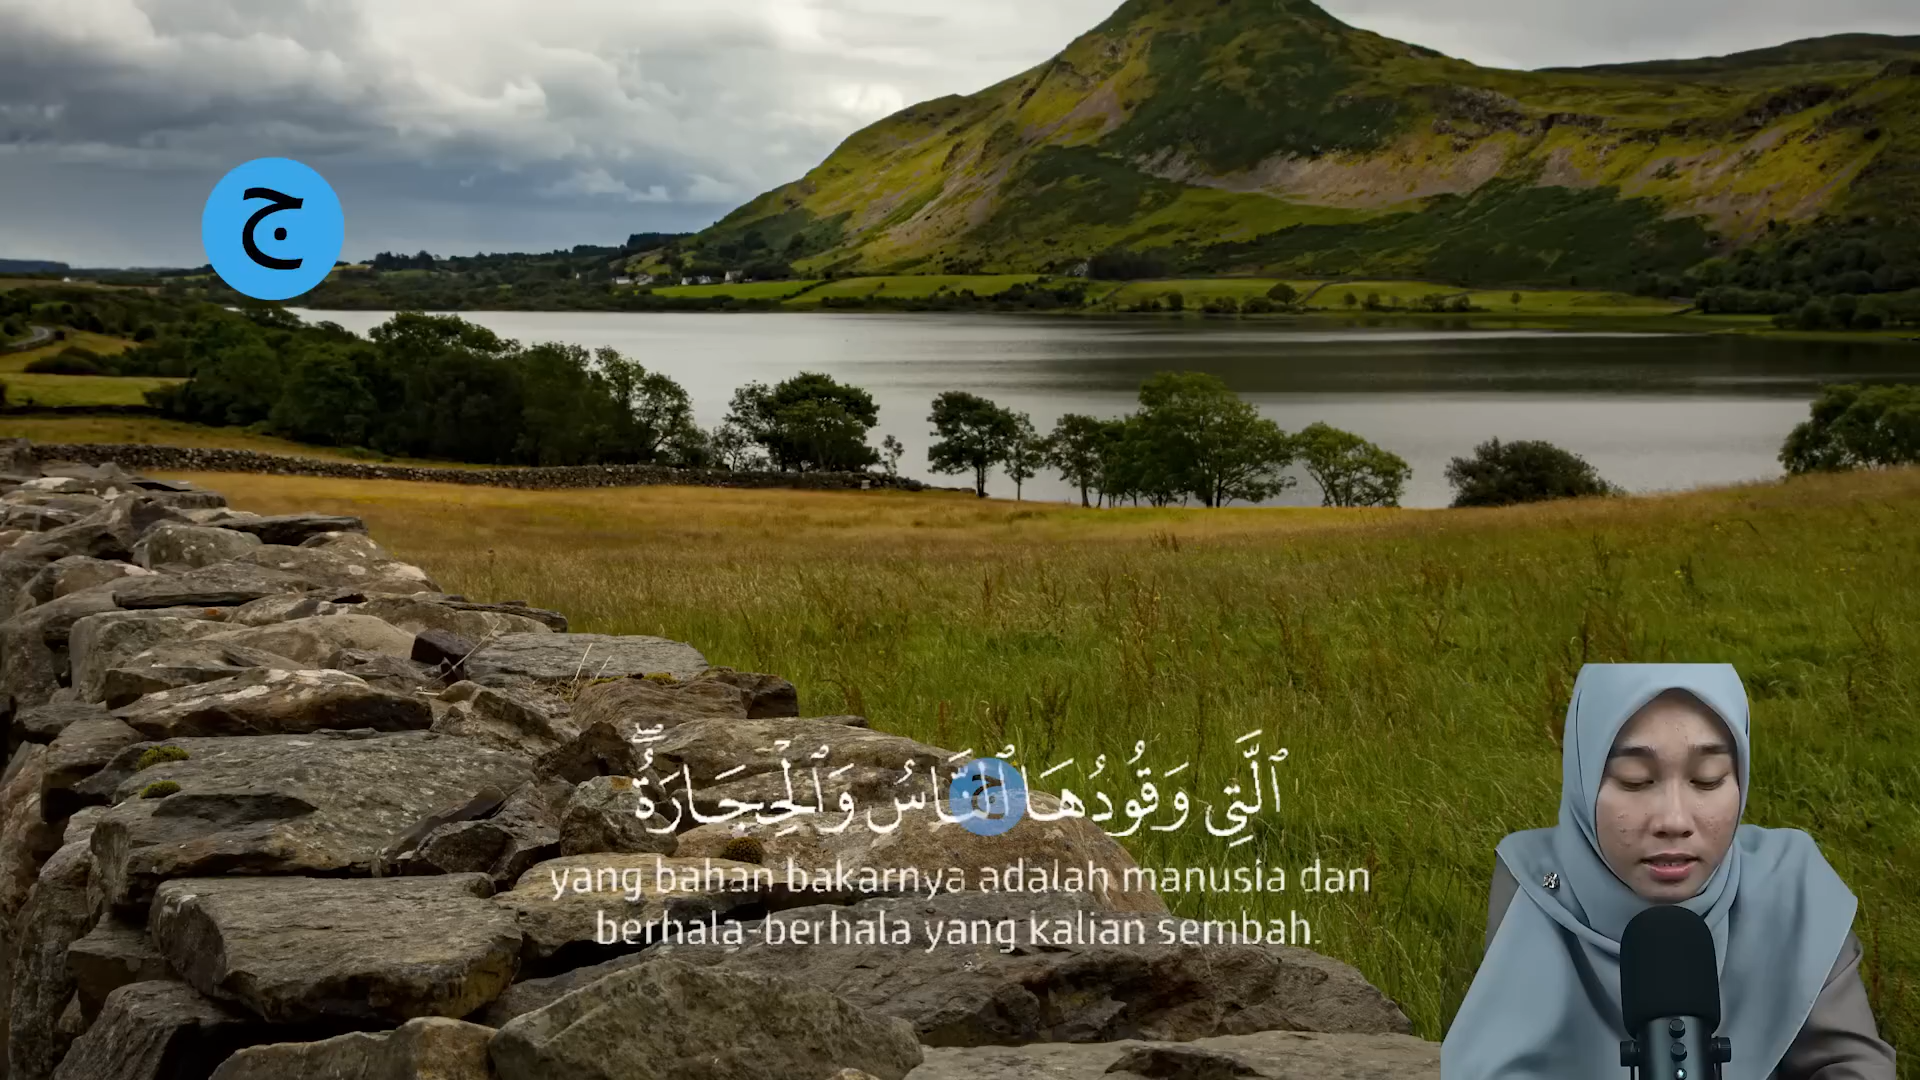 ج
ٱلَّتِي وَقُودُهَا ٱلنَّاسُ وَٱلْحِجَارَةُۖ
ج
yang bahan bakarnya adalah manusia dan
berhala-berhala yang kalian sembah.